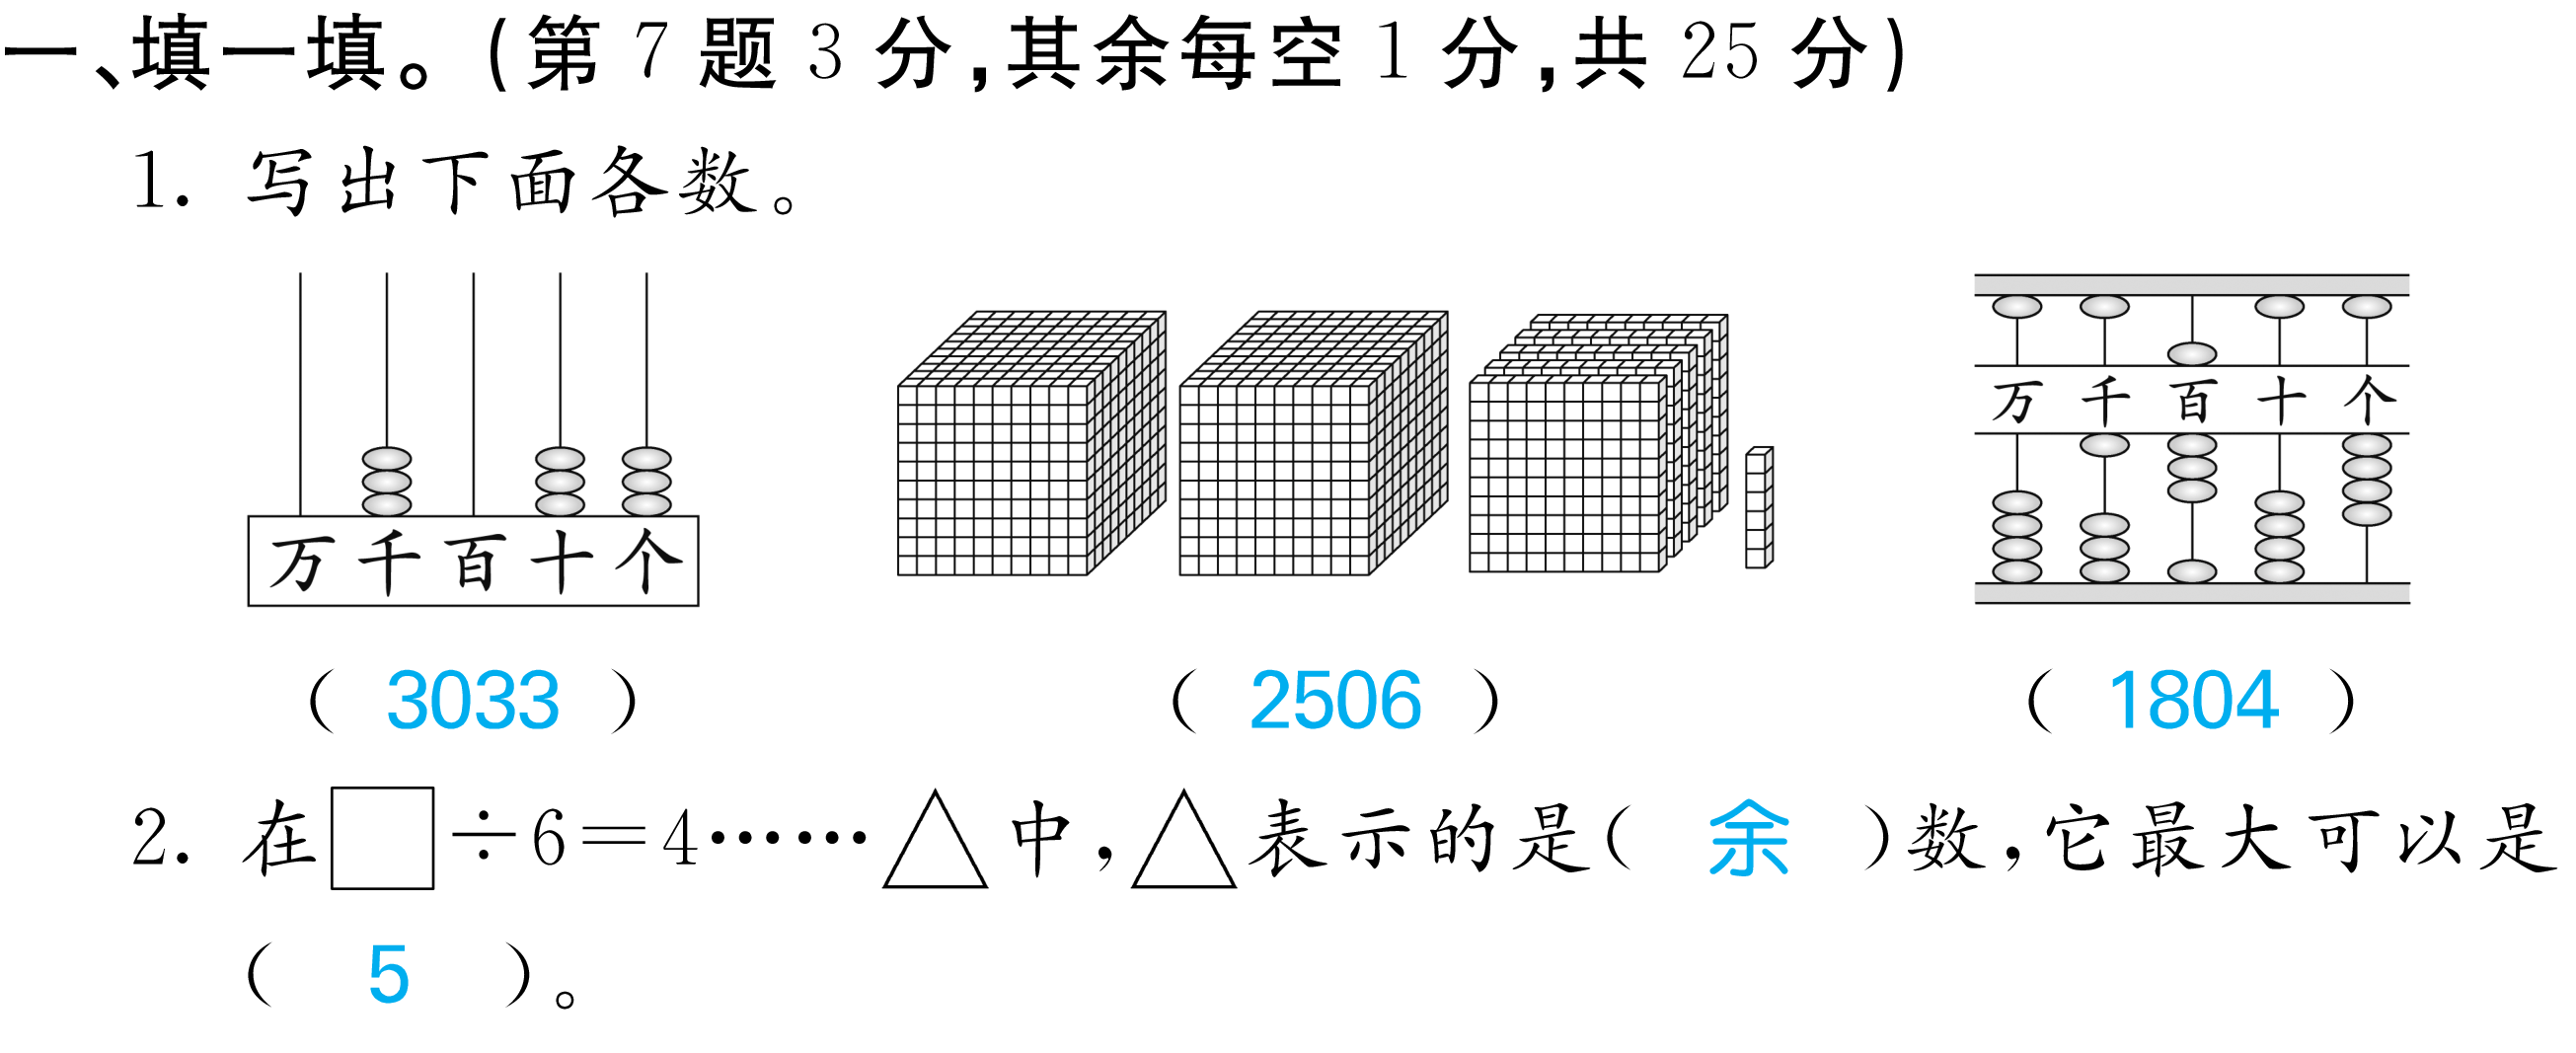 一、填一填。(第 7 题 3 分,其余每空 1 分,共 25 分)
1. 写出下面各数。
万 千 百 十 个
万 千 百 十 个
( 3033 ) ( 2506 ) ( 1804 )
2. 在□÷6=4……△中,△表示的是( 余 )数,它最大可以是
( 5 )。